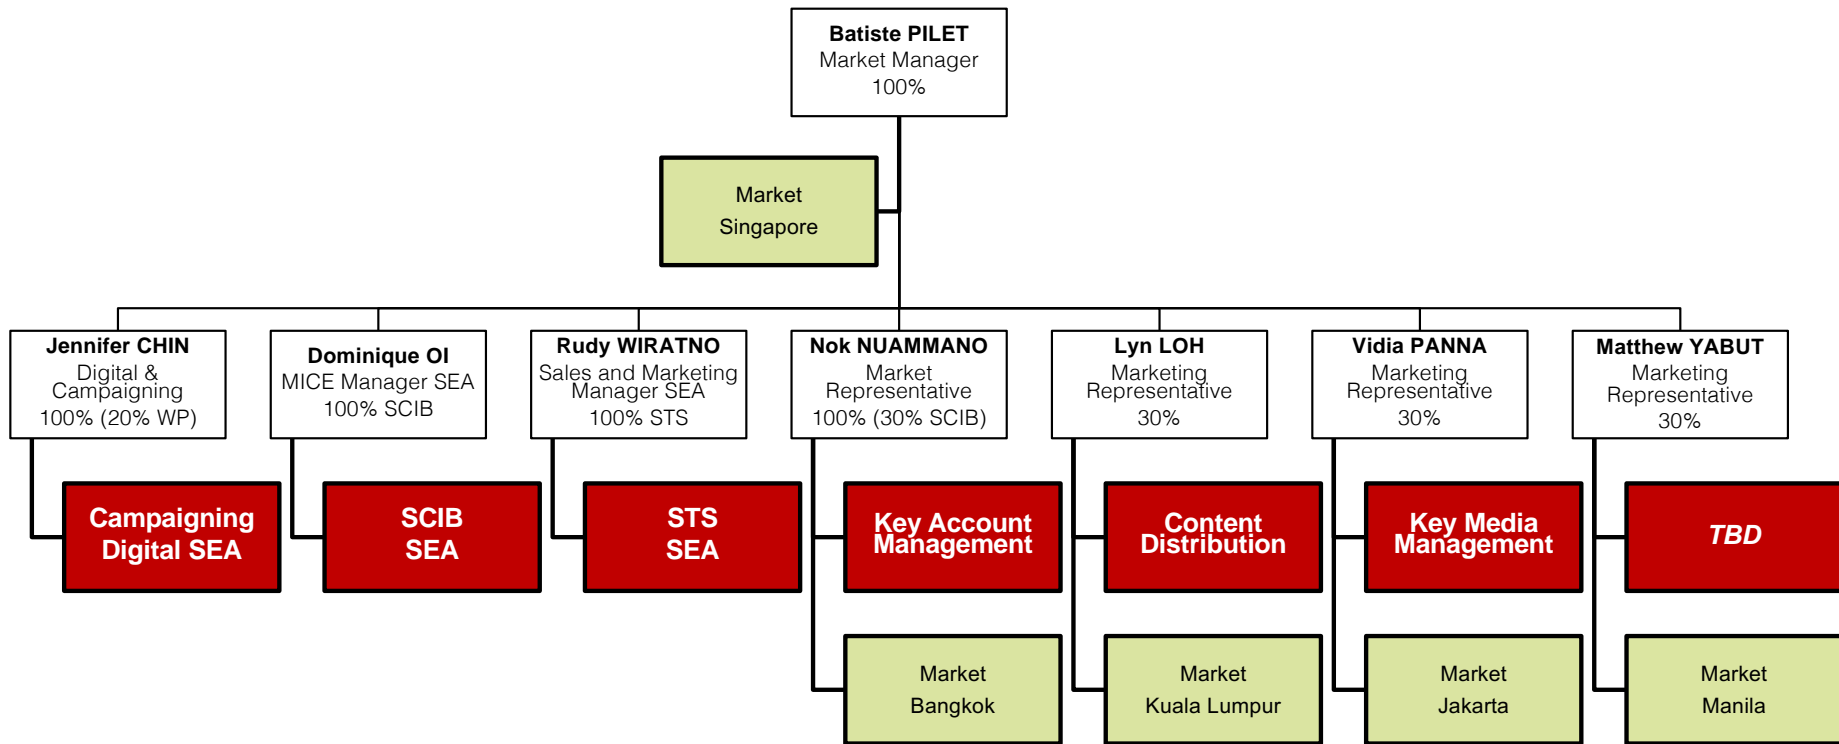 Batiste PILET
Market Manager
100%
Market
Singapore
Jennifer CHIN
Digital &
Campaigning
100% (20% WP)
Dominique OI
MICE Manager SEA
100% SCIB
Rudy WIRATNO
Sales and Marketing
Manager SEA
100% STS
Nok NUAMMANO
Market
Representative
100% (30% SCIB)
Lyn LOH
Marketing
Representative
30%
Vidia PANNA
Marketing
Representative
30%
Matthew YABUT
Marketing
Representative
30%
Campaigning
Digital SEA
SCIB
SEA
STS
SEA
Key Account
Management
Content
Distribution
Key Media
Management
TBD
Market
Bangkok
Market
Kuala Lumpur
Market
Jakarta
Market
Manila